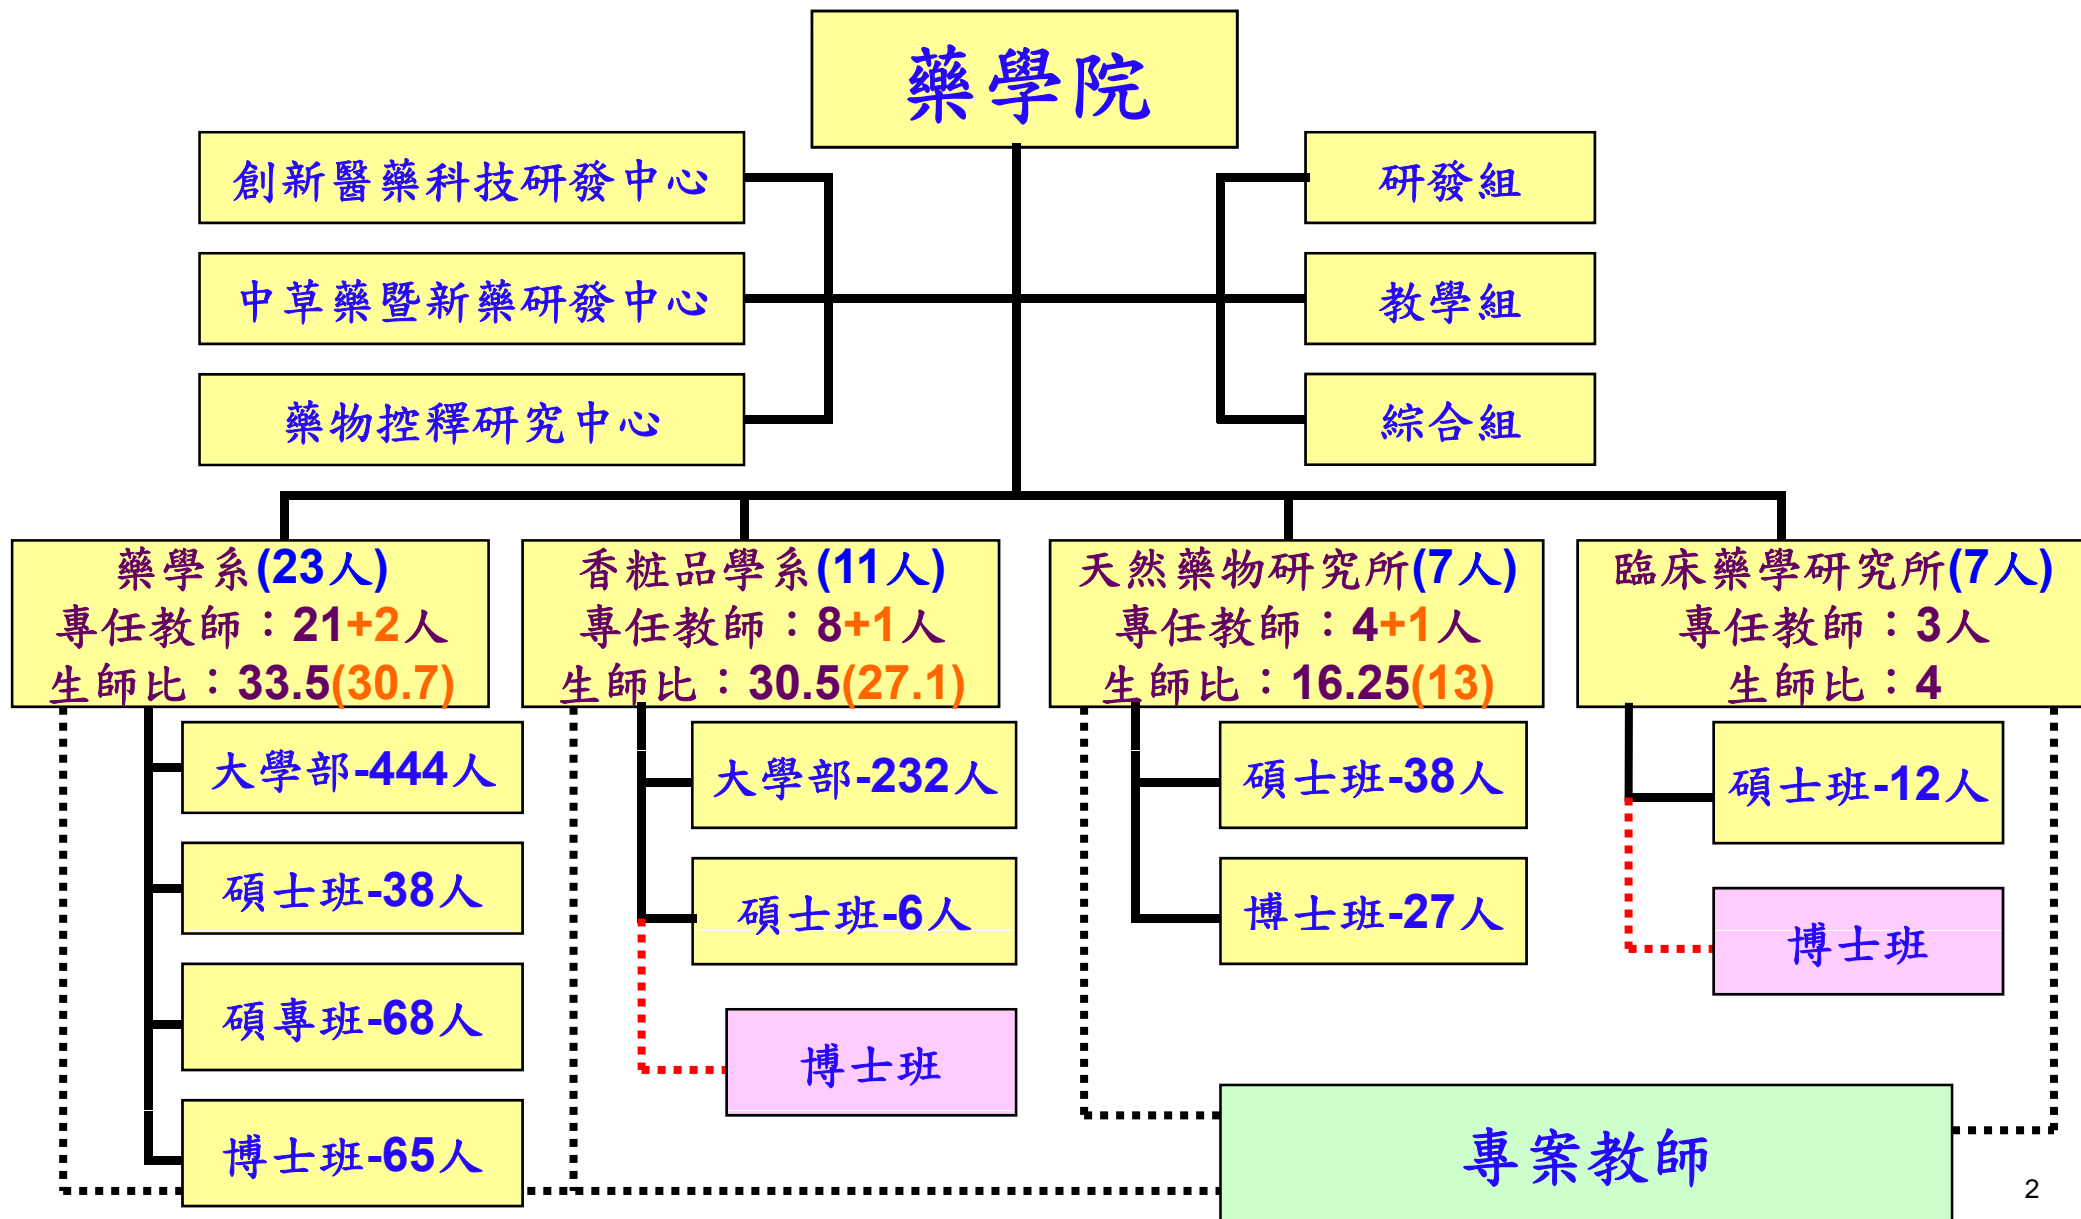 藥學院
創新醫藥科技研發中心
研發組
中草藥暨新藥研發中心
教學組
藥物控釋研究中心
綜合組
藥學系(23人)
專任教師：21+2人
生師比：33.5(30.7)
香粧品學系(11人)
專任教師：8+1人
生師比：30.5(27.1)
天然藥物研究所(7人)
專任教師：4+1人
生師比：16.25(13)
臨床藥學研究所(7人)
專任教師：3人
生師比：4
大學部-444人
碩士班-38人
碩專班-68人
博士班-65人
大學部-232人
碩士班-6人
博士班
碩士班-38人
博士班-27人
碩士班-12人
博士班
專案教師
2